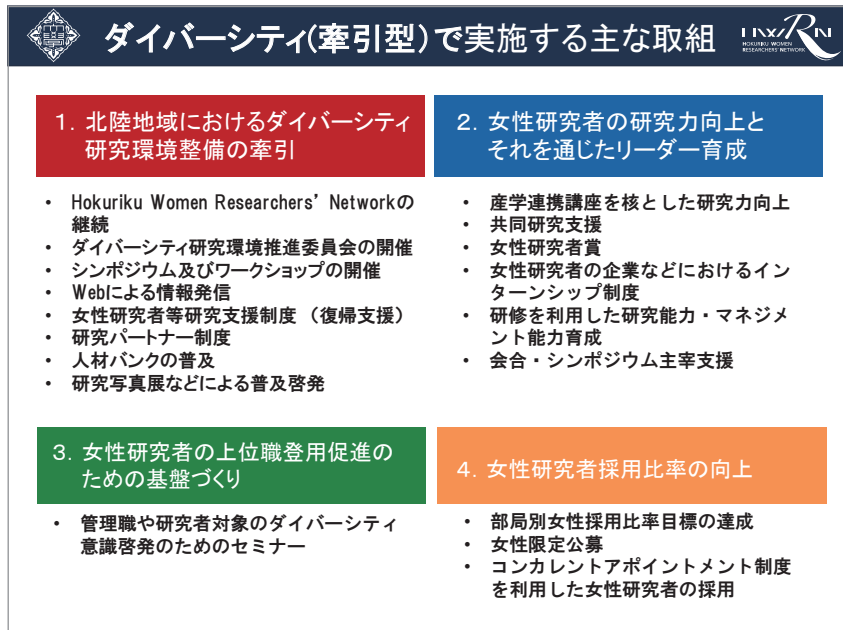 ダイバーシティ(牽引型)で実施する主な取組
HOKURIKU WOMEN
RESEARCHERS' NETWORK
1. 北陸地域におけるダイバーシティ
研究環境整備の牽引
・ Hokuriku Women Researchers' Networkの
継続
・ ダイバーシティ研究環境推進委員会の開催
・ シンポジウム及びワークショップの開催
・ Webによる情報発信
・ 女性研究者等研究支援制度 (復帰支援)
・ 研究パートナー制度
・ 人材バンクの普及
・ 研究写真展などによる普及啓発
2. 女性研究者の研究力向上と
それを通じたリーダー育成
・ 産学連携講座を核とした研究力向上
・ 共同研究支援
・ 女性研究者賞
・ 女性研究者の企業などにおけるイン
ターンシップ制度
・ 研修を利用した研究能力・マネジメ
ント能力育成
・ 会合・シンポジウム主宰支援
3. 女性研究者の上位職登用促進の
ための基盤づくり
・ 管理職や研究者対象のダイバーシティ
意識啓発のためのセミナー
4. 女性研究者採用比率の向上
・ 部局別女性採用比率目標の達成
・ 女性限定公募
・ コンカレントアポイントメント制度
を利用した女性研究者の採用